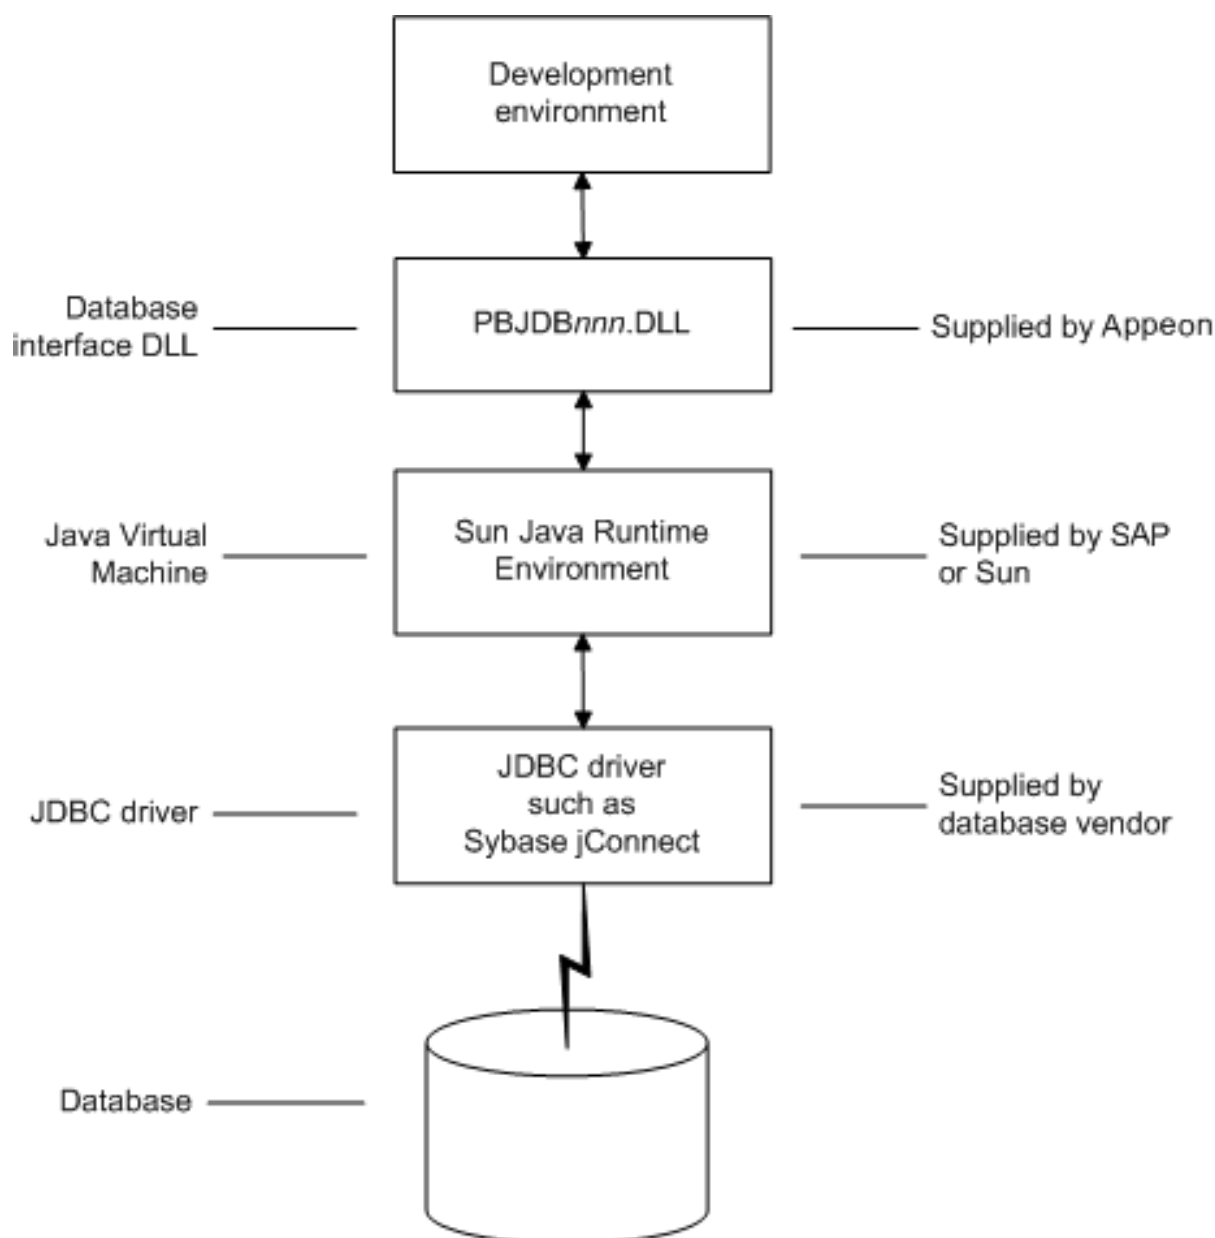 Development
environment
Database
interface DLL
PBJDBnnn.DLL
Supplied by Appeon
Java Virtual
Machine
Sun Java Runtime
Environment
Supplied by SAP
or Sun
JDBC driver
JDBC driver
such as
Sybase jConnect
Supplied by
database vendor
Database